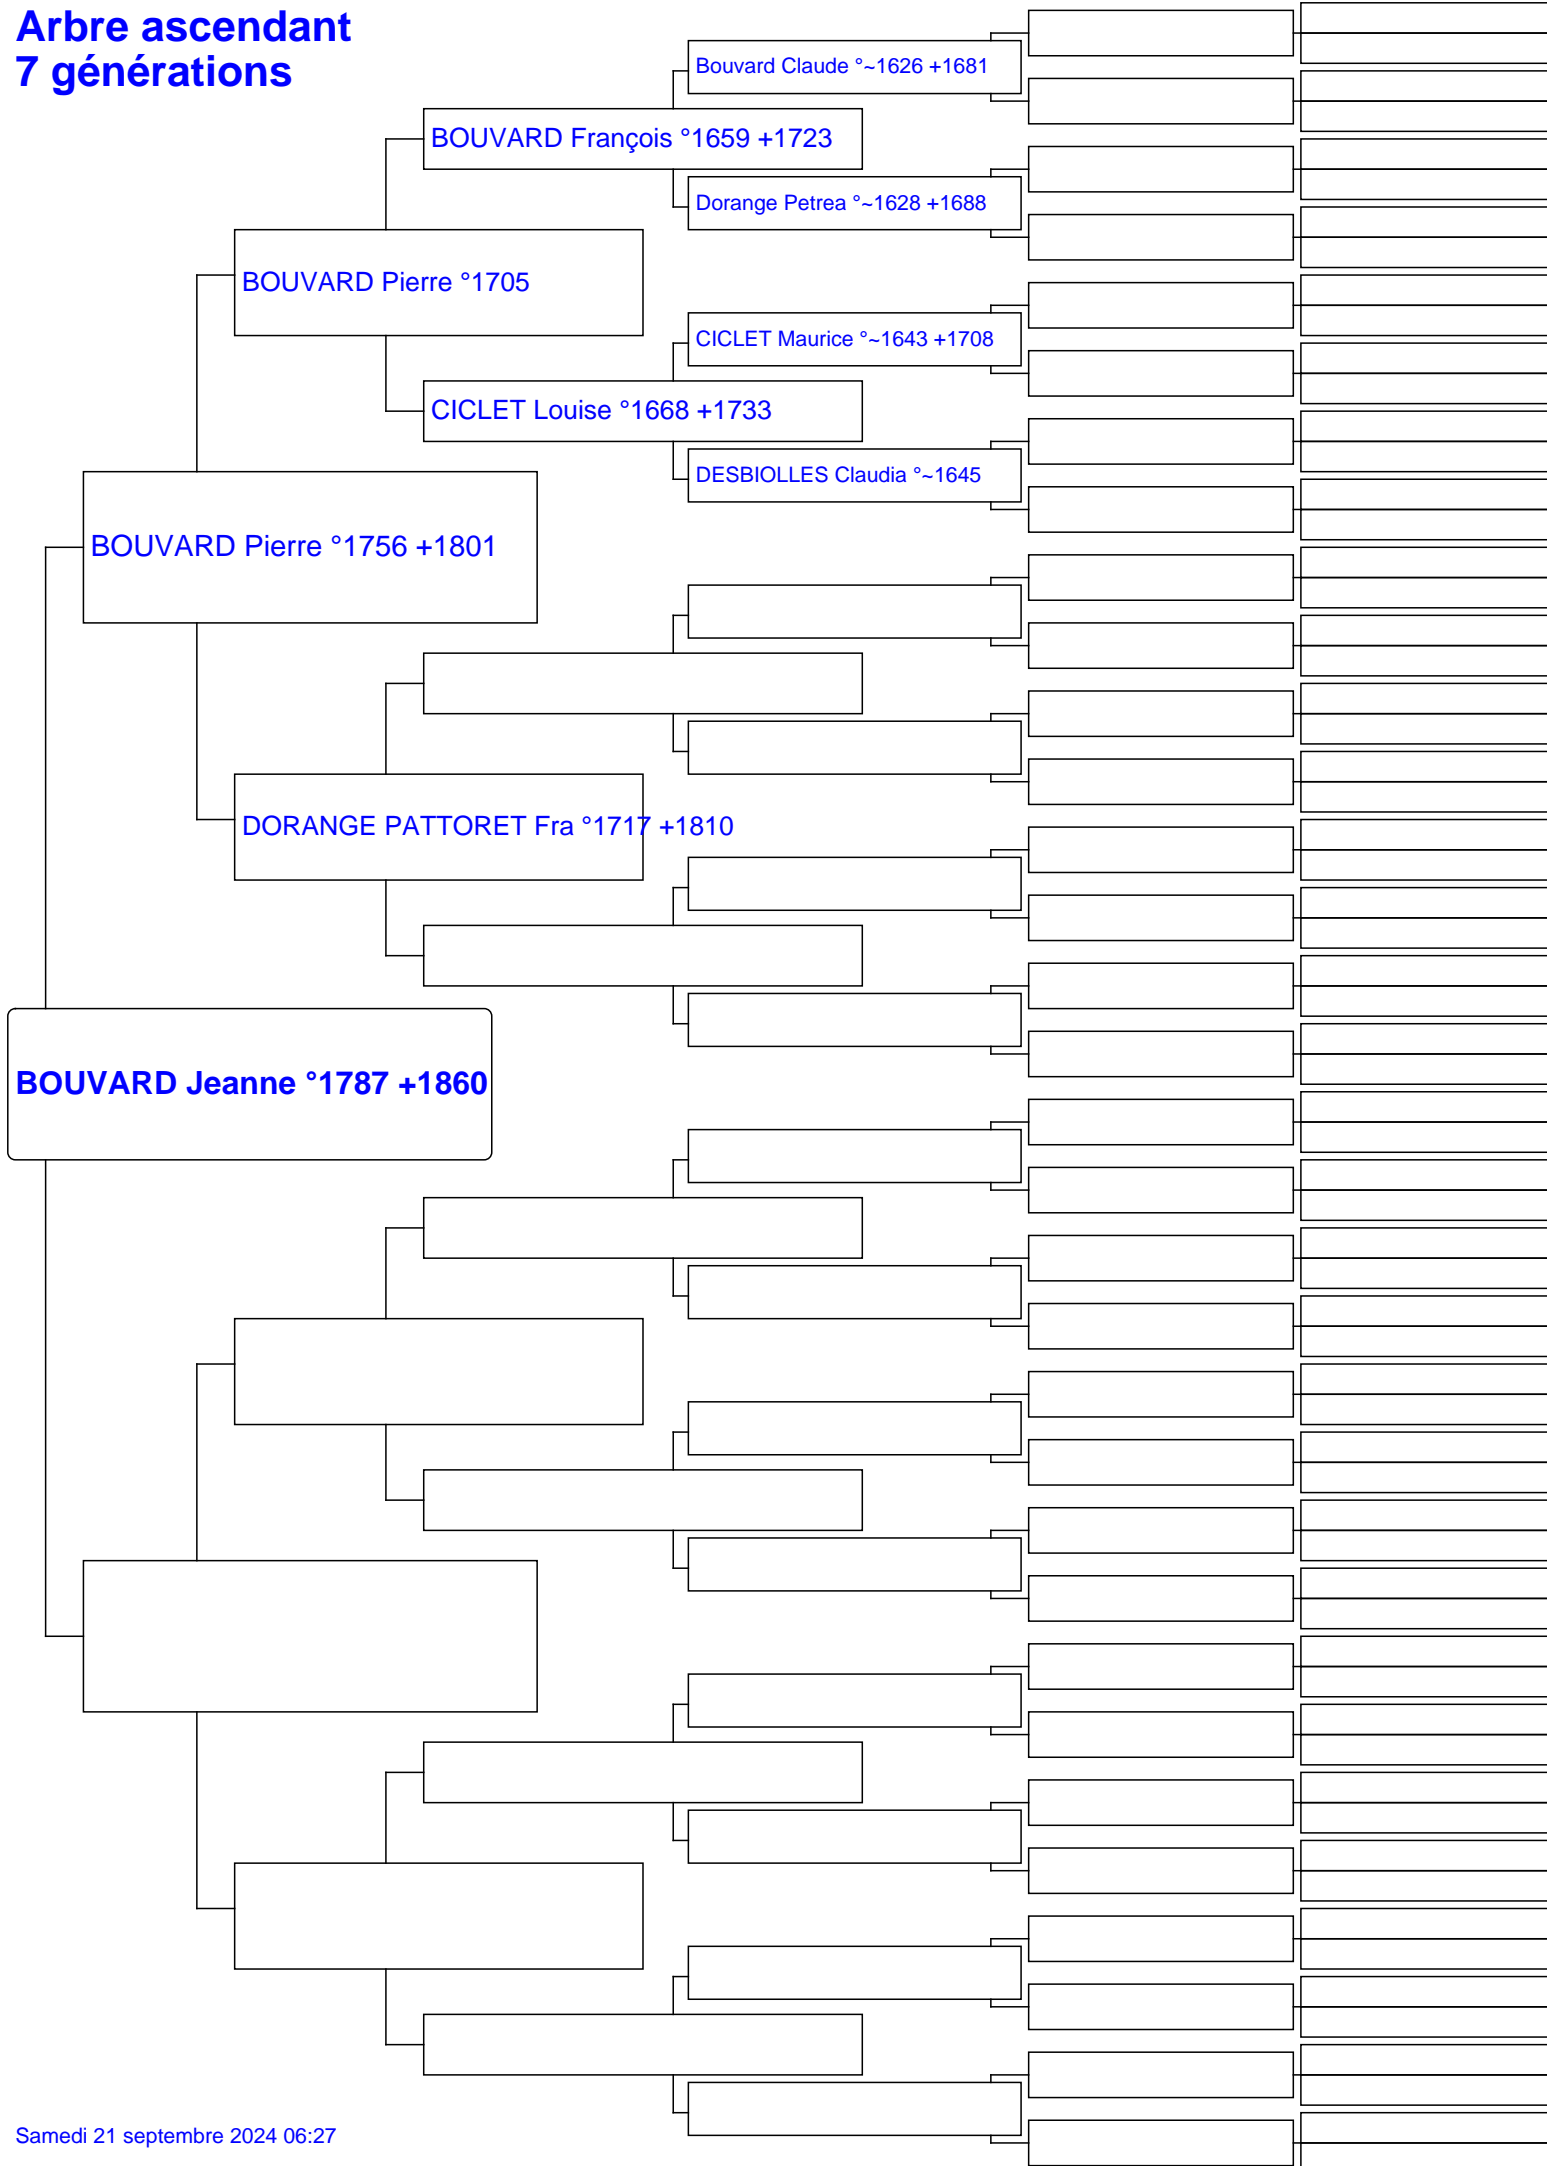 Arbre ascendant
7 générations
Bouvard Claude °~1626 +1681
BOUVARD François °1659 +1723
Dorange Petrea °~1628 +1688
BOUVARD Pierre °1705
CICLET Maurice °~1643 +1708
CICLET Louise °1668 +1733
DESBIOLLES Claudia °~1645
BOUVARD Pierre °1756 +1801
DORANGE PATTORET Fra °1717 +1810
BOUVARD Jeanne °1787 +1860
Samedi 21 septembre 2024 06:27